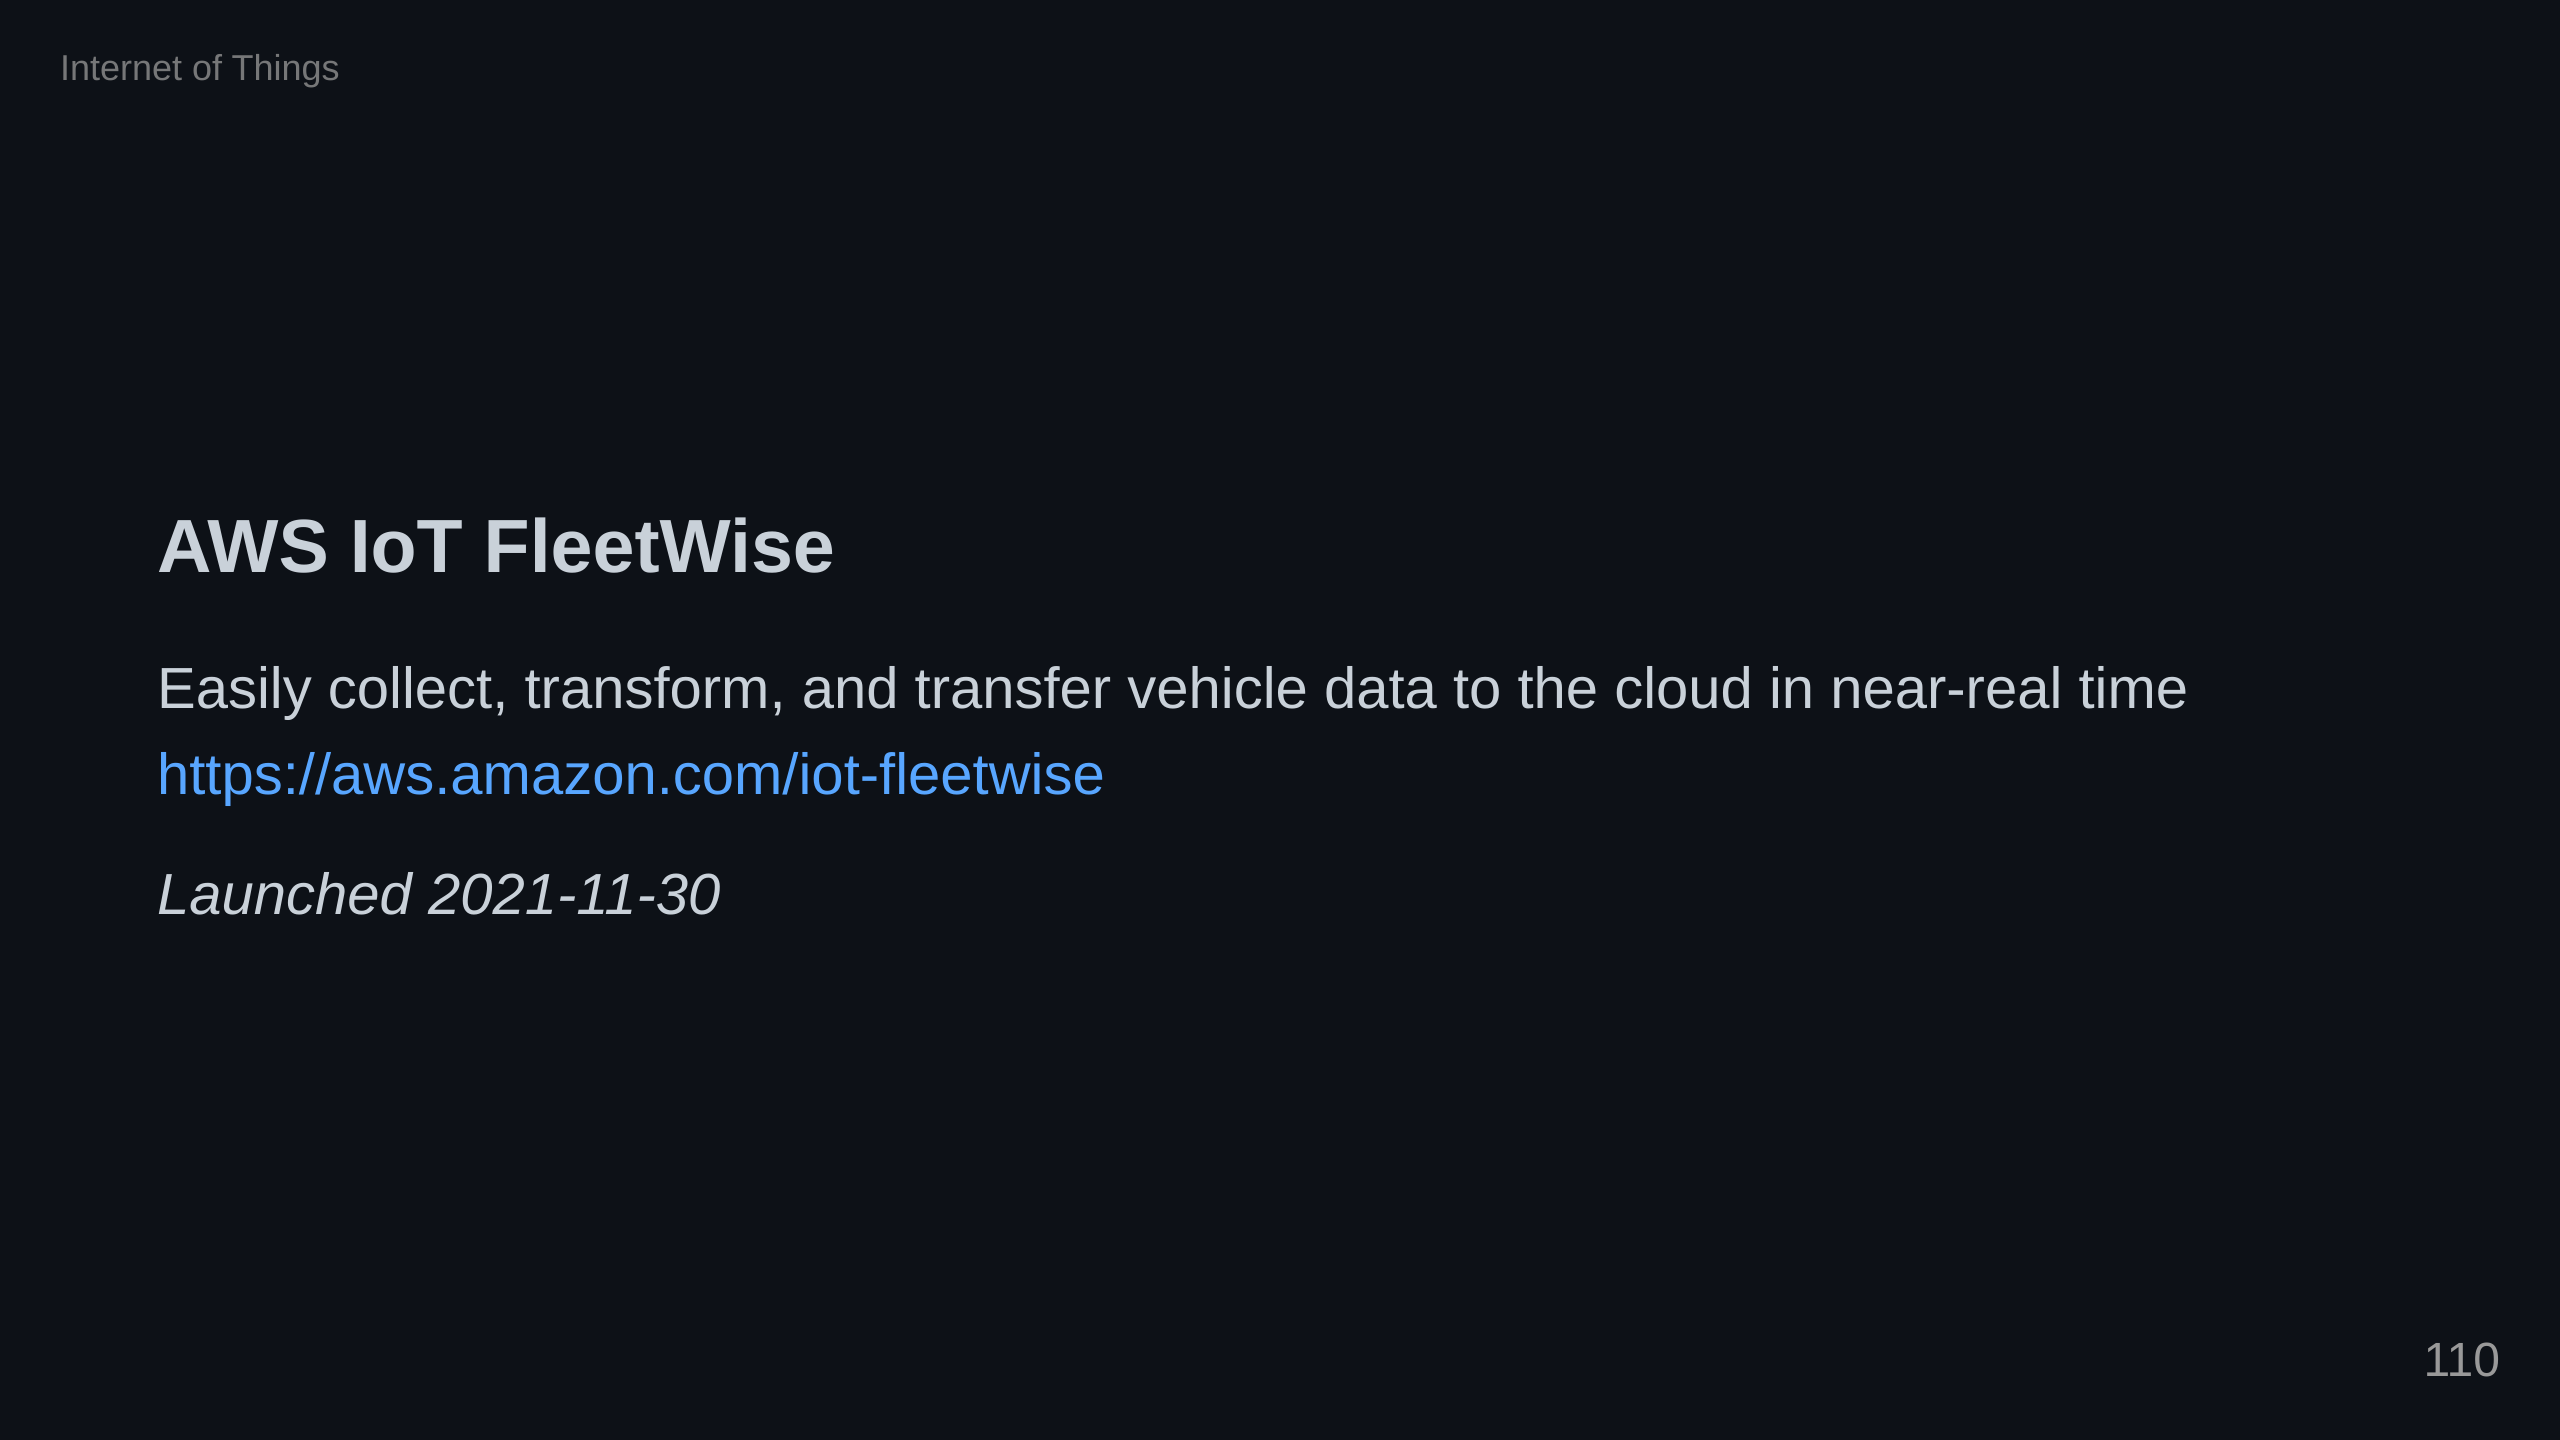 Internet of Things
AWS IoT FleetWise
Easily collect, transform, and transfer vehicle data to the cloud in near-real time
https://aws.amazon.com/iot-fleetwise
Launched 2021-11-30
110